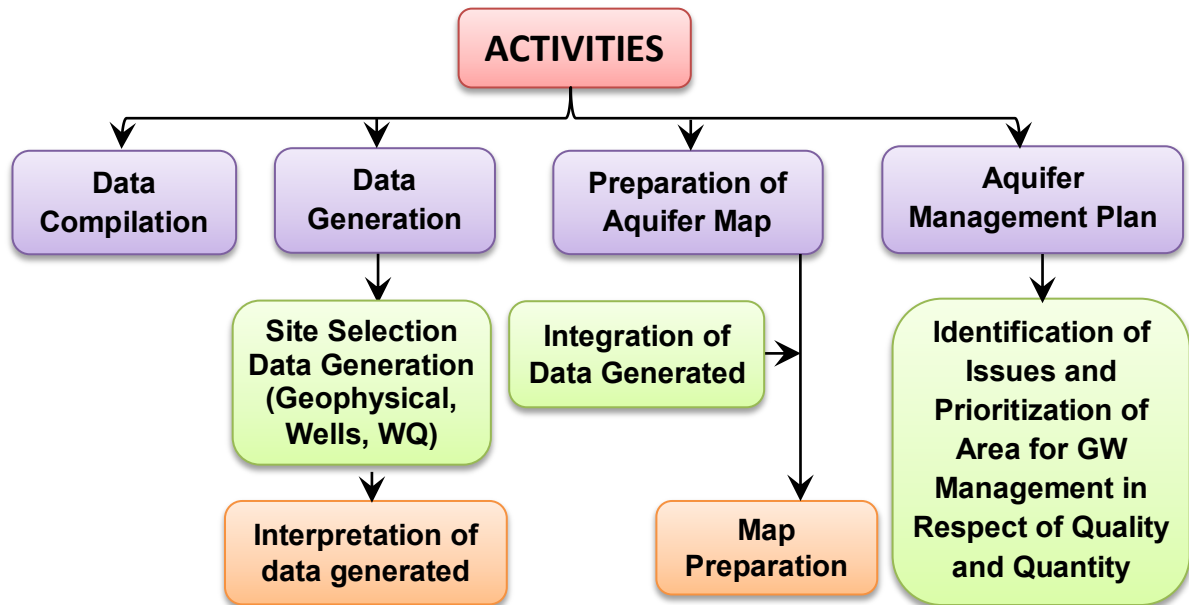 ACTIVITIES
Data
Compilation
Data
Generation
Preparation of
Aquifer Map
Aquifer
Management Plan
Site Selection
Data Generation
(Geophysical,
Wells, WQ)
Integration of
Data Generated
Identification of
Issues and
Prioritization of
Area for GW
Management in
Respect of Quality
and Quantity
Interpretation of
data generated
Map
Preparation